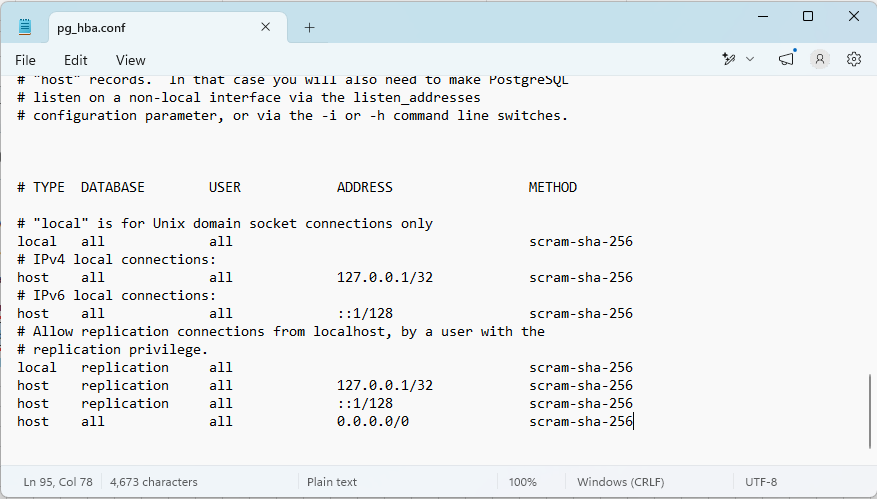 pg_hba.conf
File Edit View
# "host" records.  In that case you will also need to make PostgreSQL
# listen on a non-local interface via the listen_addresses
# configuration parameter, or via the -i or -h command line switches.
# TYPE  DATABASE        USER            ADDRESS                 METHOD
# "local" is for Unix domain socket connections only
local   all             all                                     scram-sha-256
# IPv4 local connections:
host    all             all             127.0.0.1/32            scram-sha-256
# IPv6 local connections:
host    all             all             ::1/128                 scram-sha-256
# Allow replication connections from localhost, by a user with the
# replication privilege.
local   replication     all                                     scram-sha-256
host    replication     all             127.0.0.1/32            scram-sha-256
host    replication     all             ::1/128                 scram-sha-256
host    all             all             0.0.0.0/0               scram-sha-256
Ln 95, Col 78 4,673 characters Plain text 100% Windows (CRLF) UTF-8